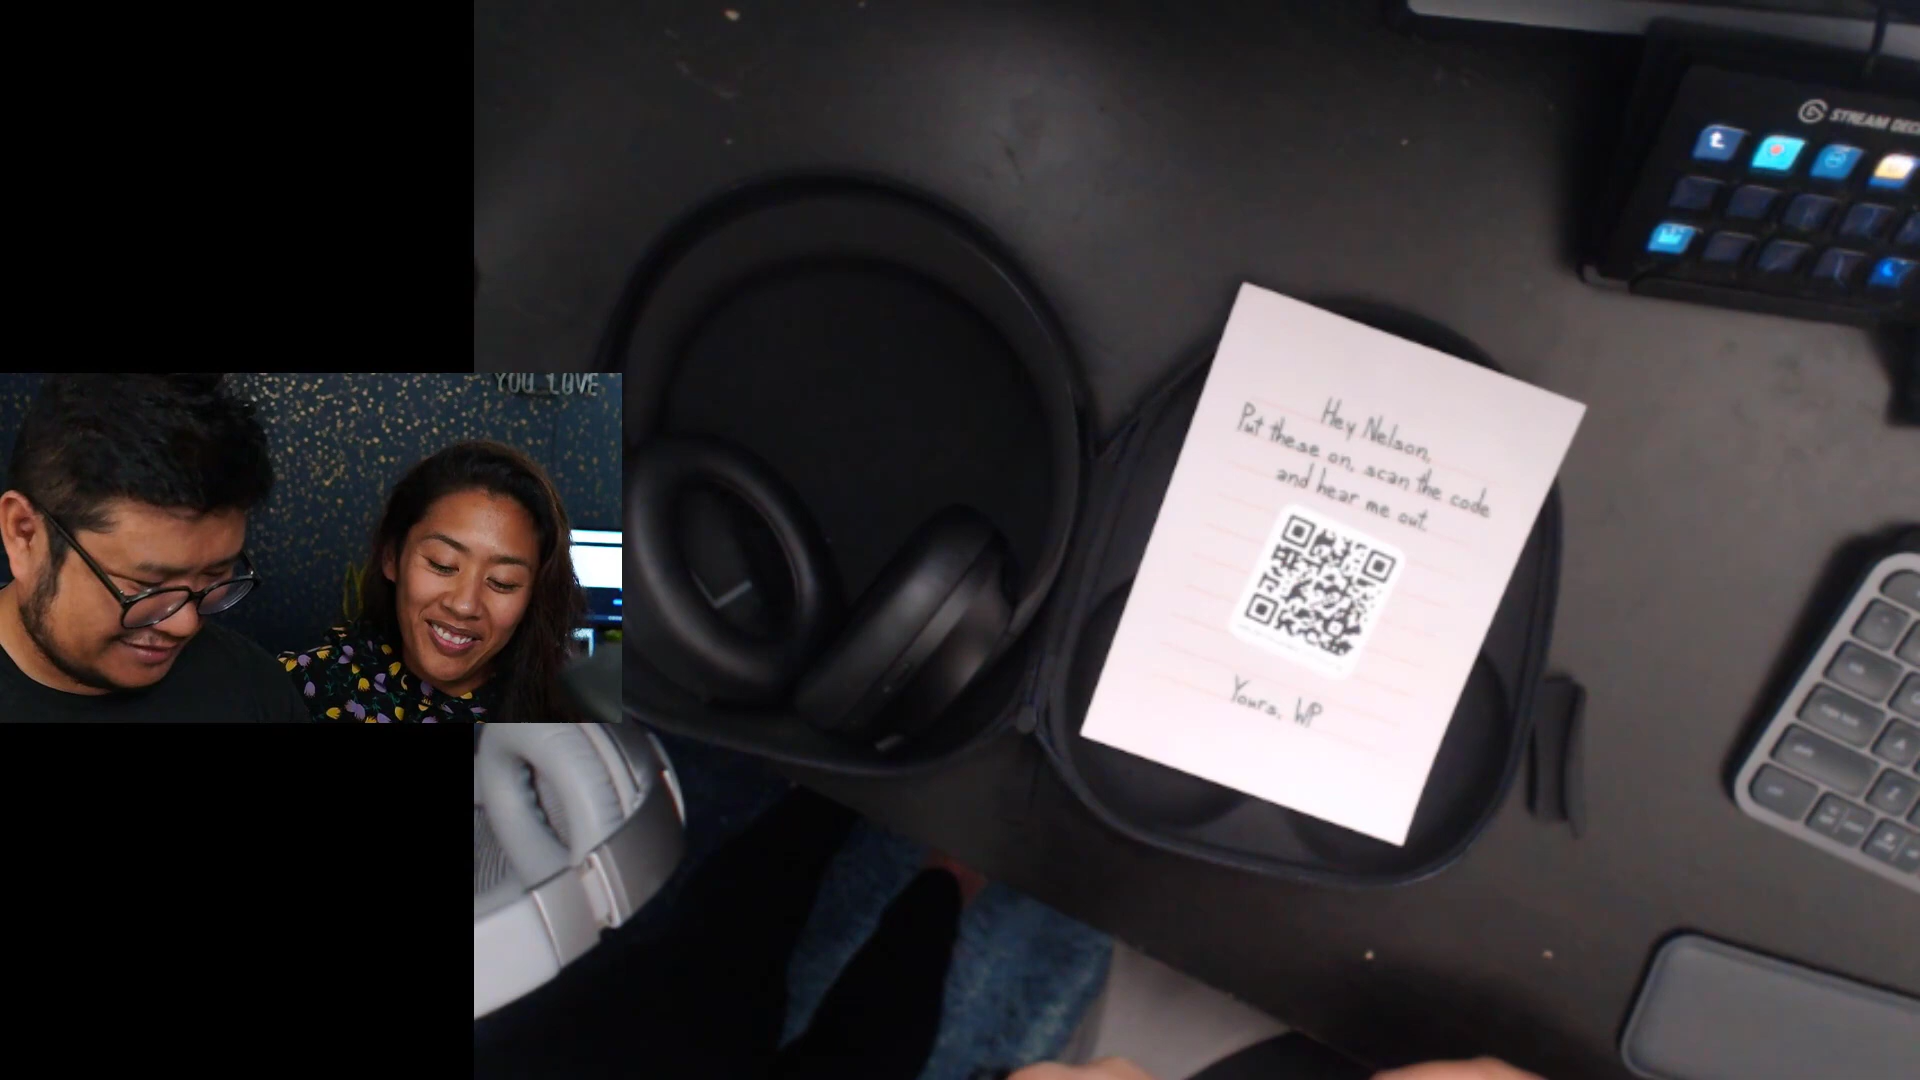 YOU LOVE
STREAM DECK
Hey Nelson,
Put these on, scan the code
and hear me out.
Yours, WP